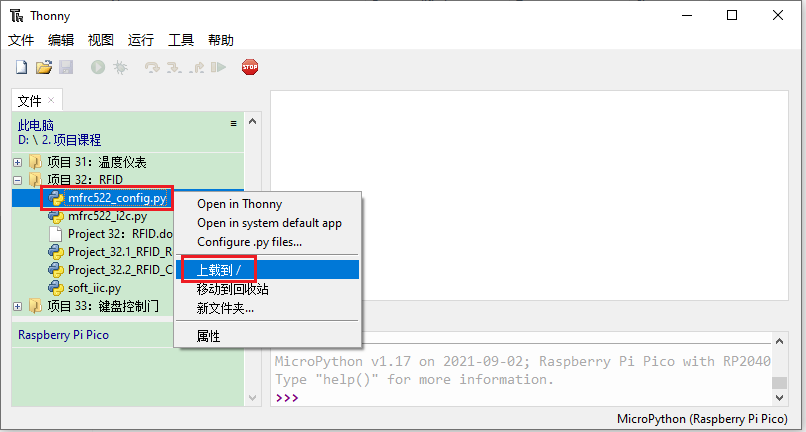 Thonny
文件 编辑 视图 运行 工具 帮助
STOP
文件
此电脑
D: \ 2. 项目课程
项目 31：温度仪表
项目 32：RFID
mfrc522_config.py
mfrc522_i2c.py
Project 32：RFID.do
Project_32.1_RFID_R
Project_32.2_RFID_C
soft_iic.py
项目 33：键盘控制门
Raspberry Pi Pico
Open in Thonny
Open in system default app
Configure .py files...
上载到 /
移动到回收站
新文件夹...
属性
MicroPython v1.17 on 2021-09-02; Raspberry Pi Pico with RP2040
Type "help()" for more information.
>>>
MicroPython (Raspberry Pi Pico)